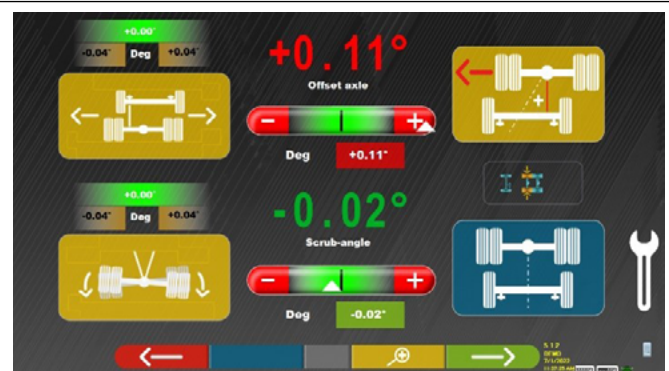 +0.00°
-0.04° Deg +0.04°
+0.11°
Offset axle
- +
Deg +0.11°
+0.00°
-0.04° Deg +0.04°
-0.02°
Scrub-angle
- +
Deg -0.02°
DEMO